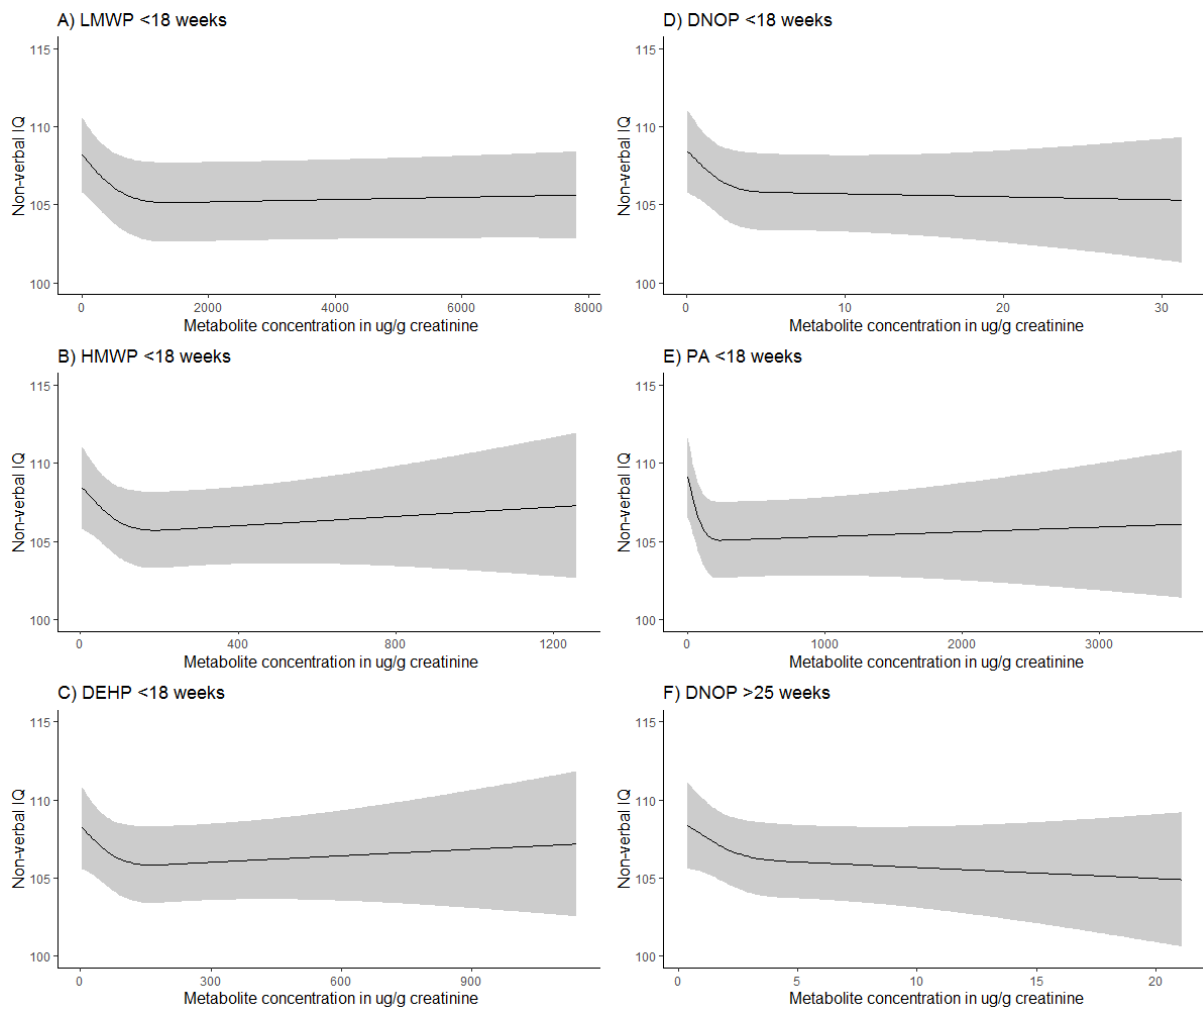 A) LMWP <18 weeks
115
110
105
100
Non-verbal IQ
0 2000 4000 6000 8000
Metabolite concentration in ug/g creatinine
B) HMWP <18 weeks
115
110
105
100
Non-verbal IQ
0 400 800 1200
Metabolite concentration in ug/g creatinine
C) DEHP <18 weeks
115
110
105
100
Non-verbal IQ
0 300 600 900
Metabolite concentration in ug/g creatinine
D) DNOP <18 weeks
115
110
105
100
Non-verbal IQ
0 10 20 30
Metabolite concentration in ug/g creatinine
E) PA <18 weeks
115
110
105
100
Non-verbal IQ
0 1000 2000 3000
Metabolite concentration in ug/g creatinine
F) DNOP >25 weeks
115
110
105
100
Non-verbal IQ
0 5 10 15 20
Metabolite concentration in ug/g creatinine